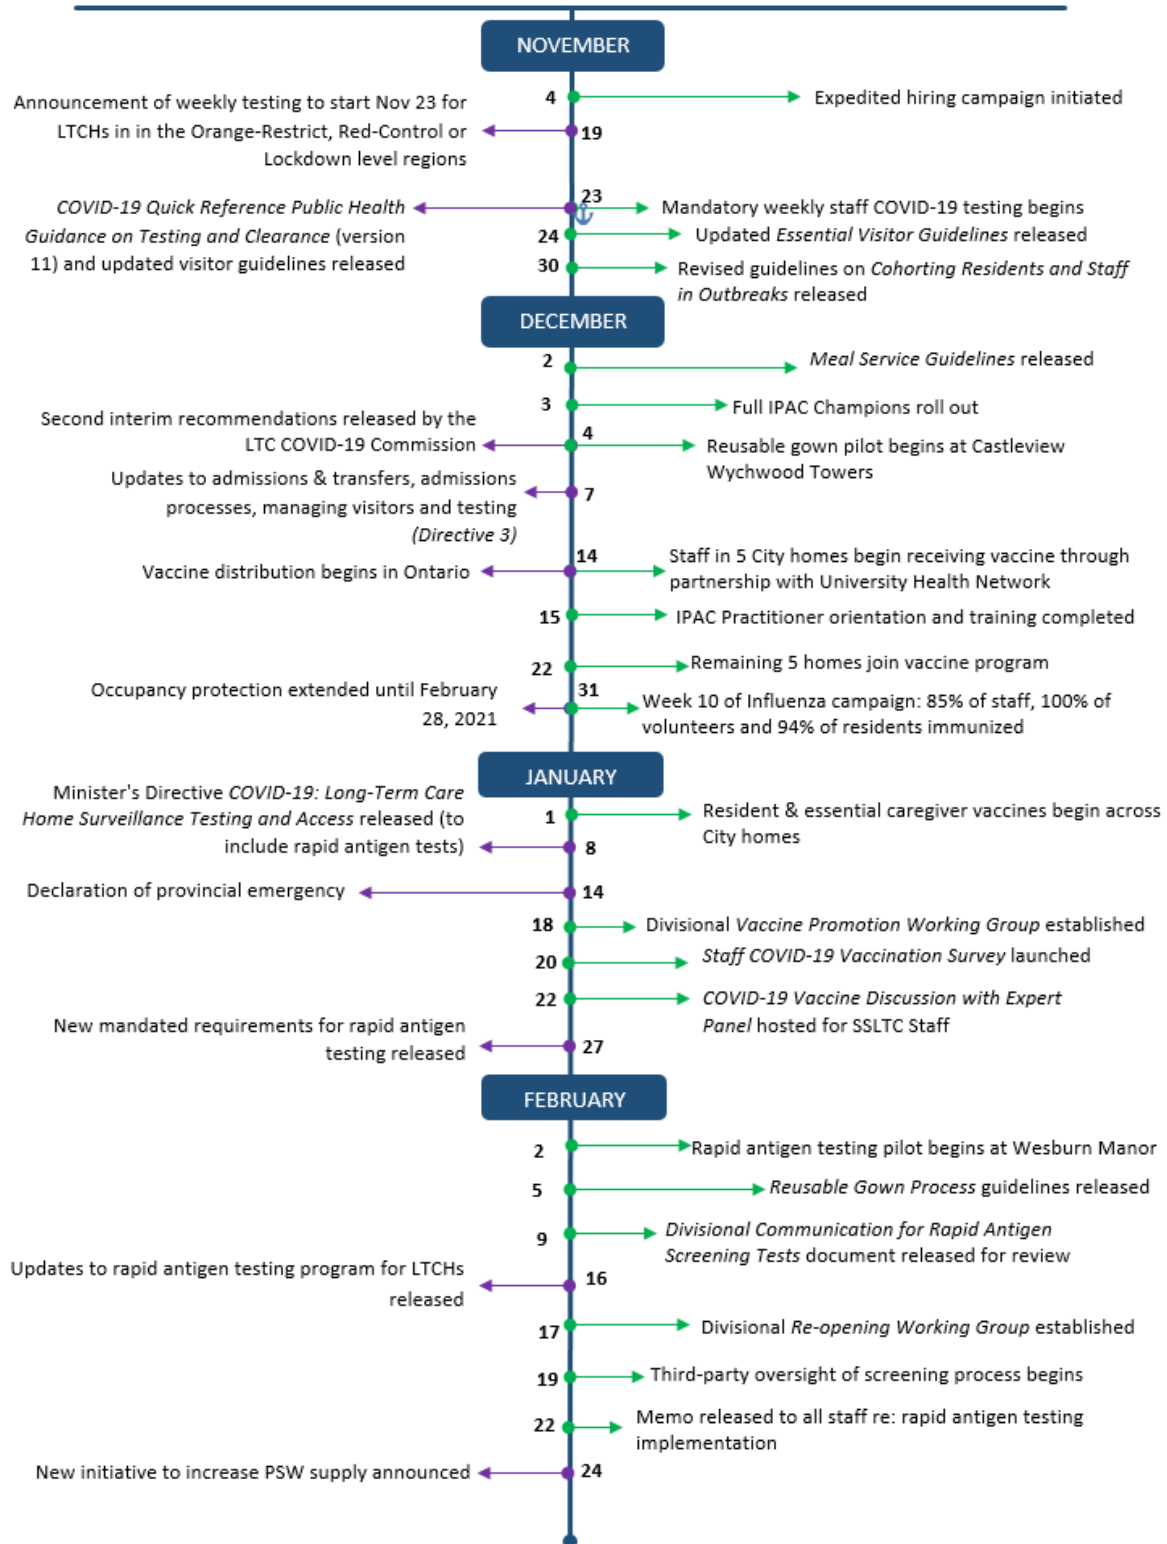 NOVEMBER
4
Expedited hiring campaign initiated
Announcement of weekly testing to start Nov 23 for
LTCHs in in the Orange-Restrict, Red-Control or
Lockdown level regions
19
23
COVID-19 Quick Reference Public Health
Guidance on Testing and Clearance (version
11) and updated visitor guidelines released
Mandatory weekly staff COVID-19 testing begins
24
Updated Essential Visitor Guidelines released
30
Revised guidelines on Cohorting Residents and Staff
in Outbreaks released
DECEMBER
2
Meal Service Guidelines released
3
Full IPAC Champions roll out
Second interim recommendations released by the
LTC COVID-19 Commission
4
Reusable gown pilot begins at Castleview
Wychwood Towers
Updates to admissions & transfers, admissions
processes, managing visitors and testing
(Directive 3)
7
14
Vaccine distribution begins in Ontario
Staff in 5 City homes begin receiving vaccine through
partnership with University Health Network
15
IPAC Practitioner orientation and training completed
22
Remaining 5 homes join vaccine program
31
Occupancy protection extended until February
28, 2021
Week 10 of Influenza campaign: 85% of staff, 100% of
volunteers and 94% of residents immunized
JANUARY
1
Resident & essential caregiver vaccines begin across
City homes
Minister's Directive COVID-19: Long-Term Care
Home Surveillance Testing and Access released (to
include rapid antigen tests)
8
Declaration of provincial emergency
14
18
Divisional Vaccine Promotion Working Group established
20
Staff COVID-19 Vaccination Survey launched
22
COVID-19 Vaccine Discussion with Expert
Panel hosted for SSLTC Staff
New mandated requirements for rapid antigen
testing released
27
FEBRUARY
2
Rapid antigen testing pilot begins at Wesburn Manor
5
Reusable Gown Process guidelines released
9
Divisional Communication for Rapid Antigen
Screening Tests document released for review
Updates to rapid antigen testing program for LTCHs
released
16
17
Divisional Re-opening Working Group established
19
Third-party oversight of screening process begins
22
Memo released to all staff re: rapid antigen testing
implementation
New initiative to increase PSW supply announced
24